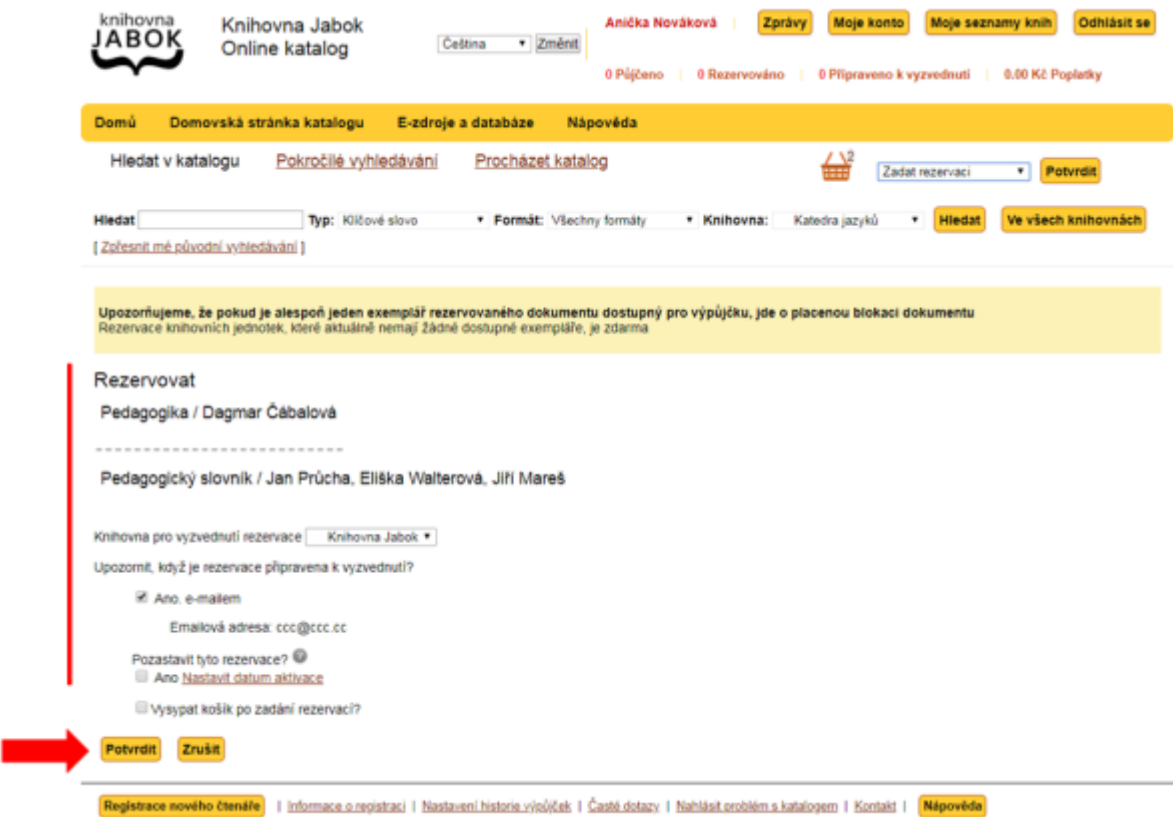 knihovna
JABOK
Knihovna Jabok
Online katalog
Čeština Změnit
Anička Nováková Zprávy Moje konto Moje seznamy knih Odhlásit se
0 Půjčeno 0 Rezervováno 0 Připraveno k vyzvednutí 0.00 Kč Poplatky
Domů Domovská stránka katalogu E-zdroje a databáze Nápověda
Hledat v katalogu Pokročilé vyhledávání Procházet katalog 2 Zadat rezervaci Potvrdit
Hledat Typ: Klíčové slovo Formát: Všechny formáty Knihovna: Katedra jazyků Hledat Ve všech knihovnách
[ Zpřesnit mé původní vyhledávání ]
Upozorňujeme, že pokud je alespoň jeden exemplář rezervovaného dokumentu dostupný pro výpůjčku, jde o placenou blokaci dokumentu
Rezervace knihovních jednotek, které aktuálně nemají žádné dostupné exempláře, je zdarma
Rezervovat
Pedagogika / Dagmar Čábalová
---------------------------
Pedagogický slovník / Jan Průcha, Eliška Walterová, Jiří Mareš
Knihovna pro vyzvednutí rezervace Knihovna Jabok
Upozornit, když je rezervace připravena k vyzvednutí?
Ano. e-mailem
Emailová adresa: ccc@ccc.cc
Pozastavit tyto rezervace? ?
Ano Nastavit datum aktivace
Vysypat košík po zadání rezervací?
Potvrdit Zrušit
Registrace nového čtenáře | Informace o registraci | Nastavení historie výpůjček | Časté dotazy | Nahlásit problém s katalogem | Kontakt | Nápověda